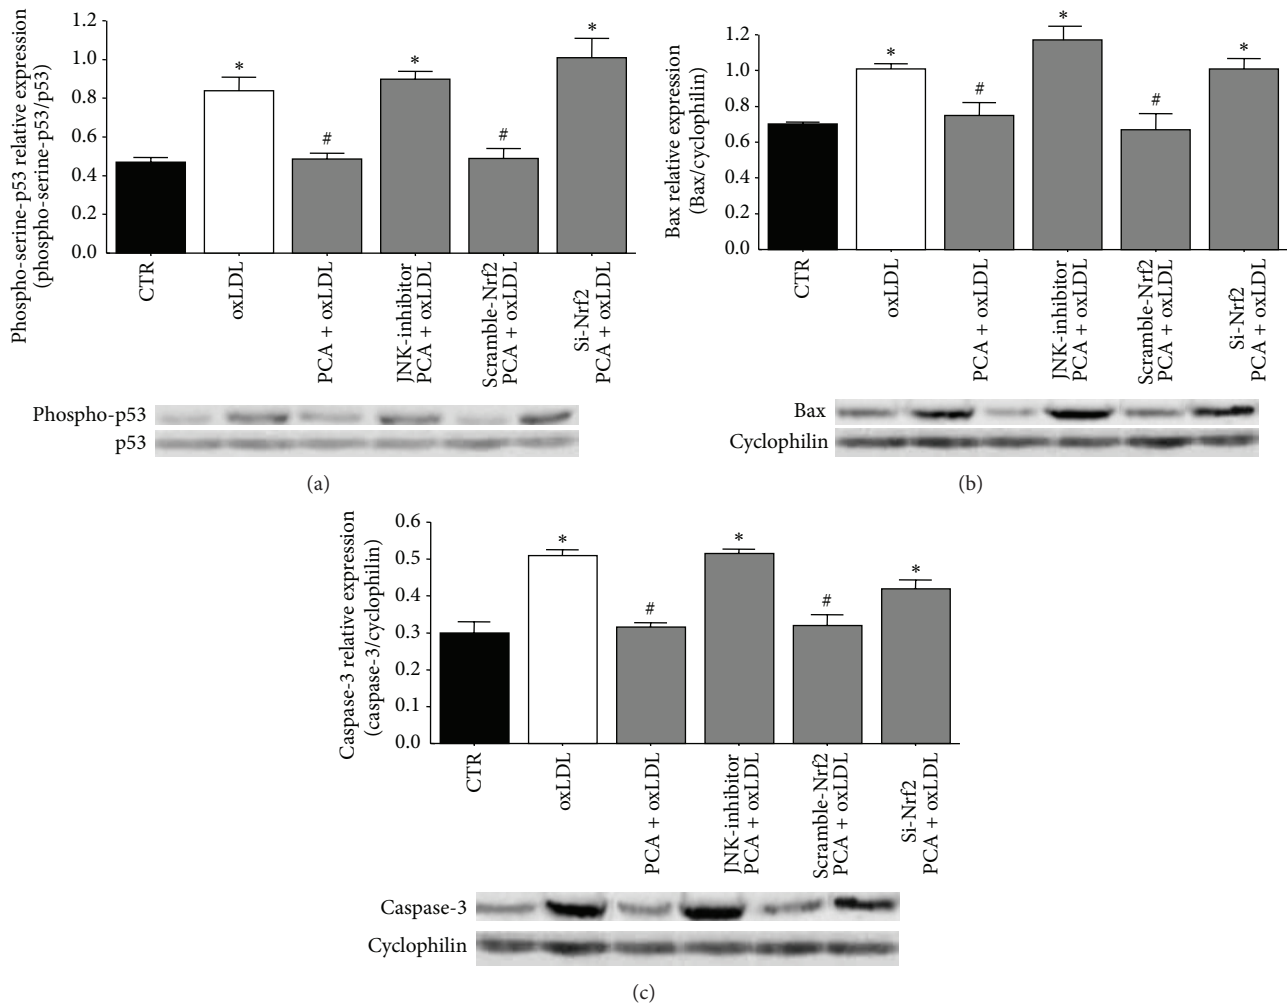 Phospho-serine-p53 relative expression
(phospho-serine-p53/p53)
1.2
1.0
0.8
0.6
0.4
0.2
0.0
*
#
*
#
*
CTR
oxLDL
PCA + oxLDL
JNK-inhibitor
PCA + oxLDL
Scramble-Nrf2
PCA + oxLDL
Si-Nrf2
PCA + oxLDL
Phospho-p53
p53
(a)
Bax relative expression
(Bax/cyclophilin)
1.2
1.0
0.8
0.6
0.4
0.2
0.0
*
#
*
#
*
CTR
oxLDL
PCA + oxLDL
JNK-inhibitor
PCA + oxLDL
Scramble-Nrf2
PCA + oxLDL
Si-Nrf2
PCA + oxLDL
Bax
Cyclophilin
(b)
Caspase-3 relative expression
(caspase-3/cyclophilin)
0.6
0.5
0.4
0.3
0.2
0.1
0.0
*
#
*
#
*
CTR
oxLDL
PCA + oxLDL
JNK-inhibitor
PCA + oxLDL
Scramble-Nrf2
PCA + oxLDL
Si-Nrf2
PCA + oxLDL
Caspase-3
Cyclophilin
(c)